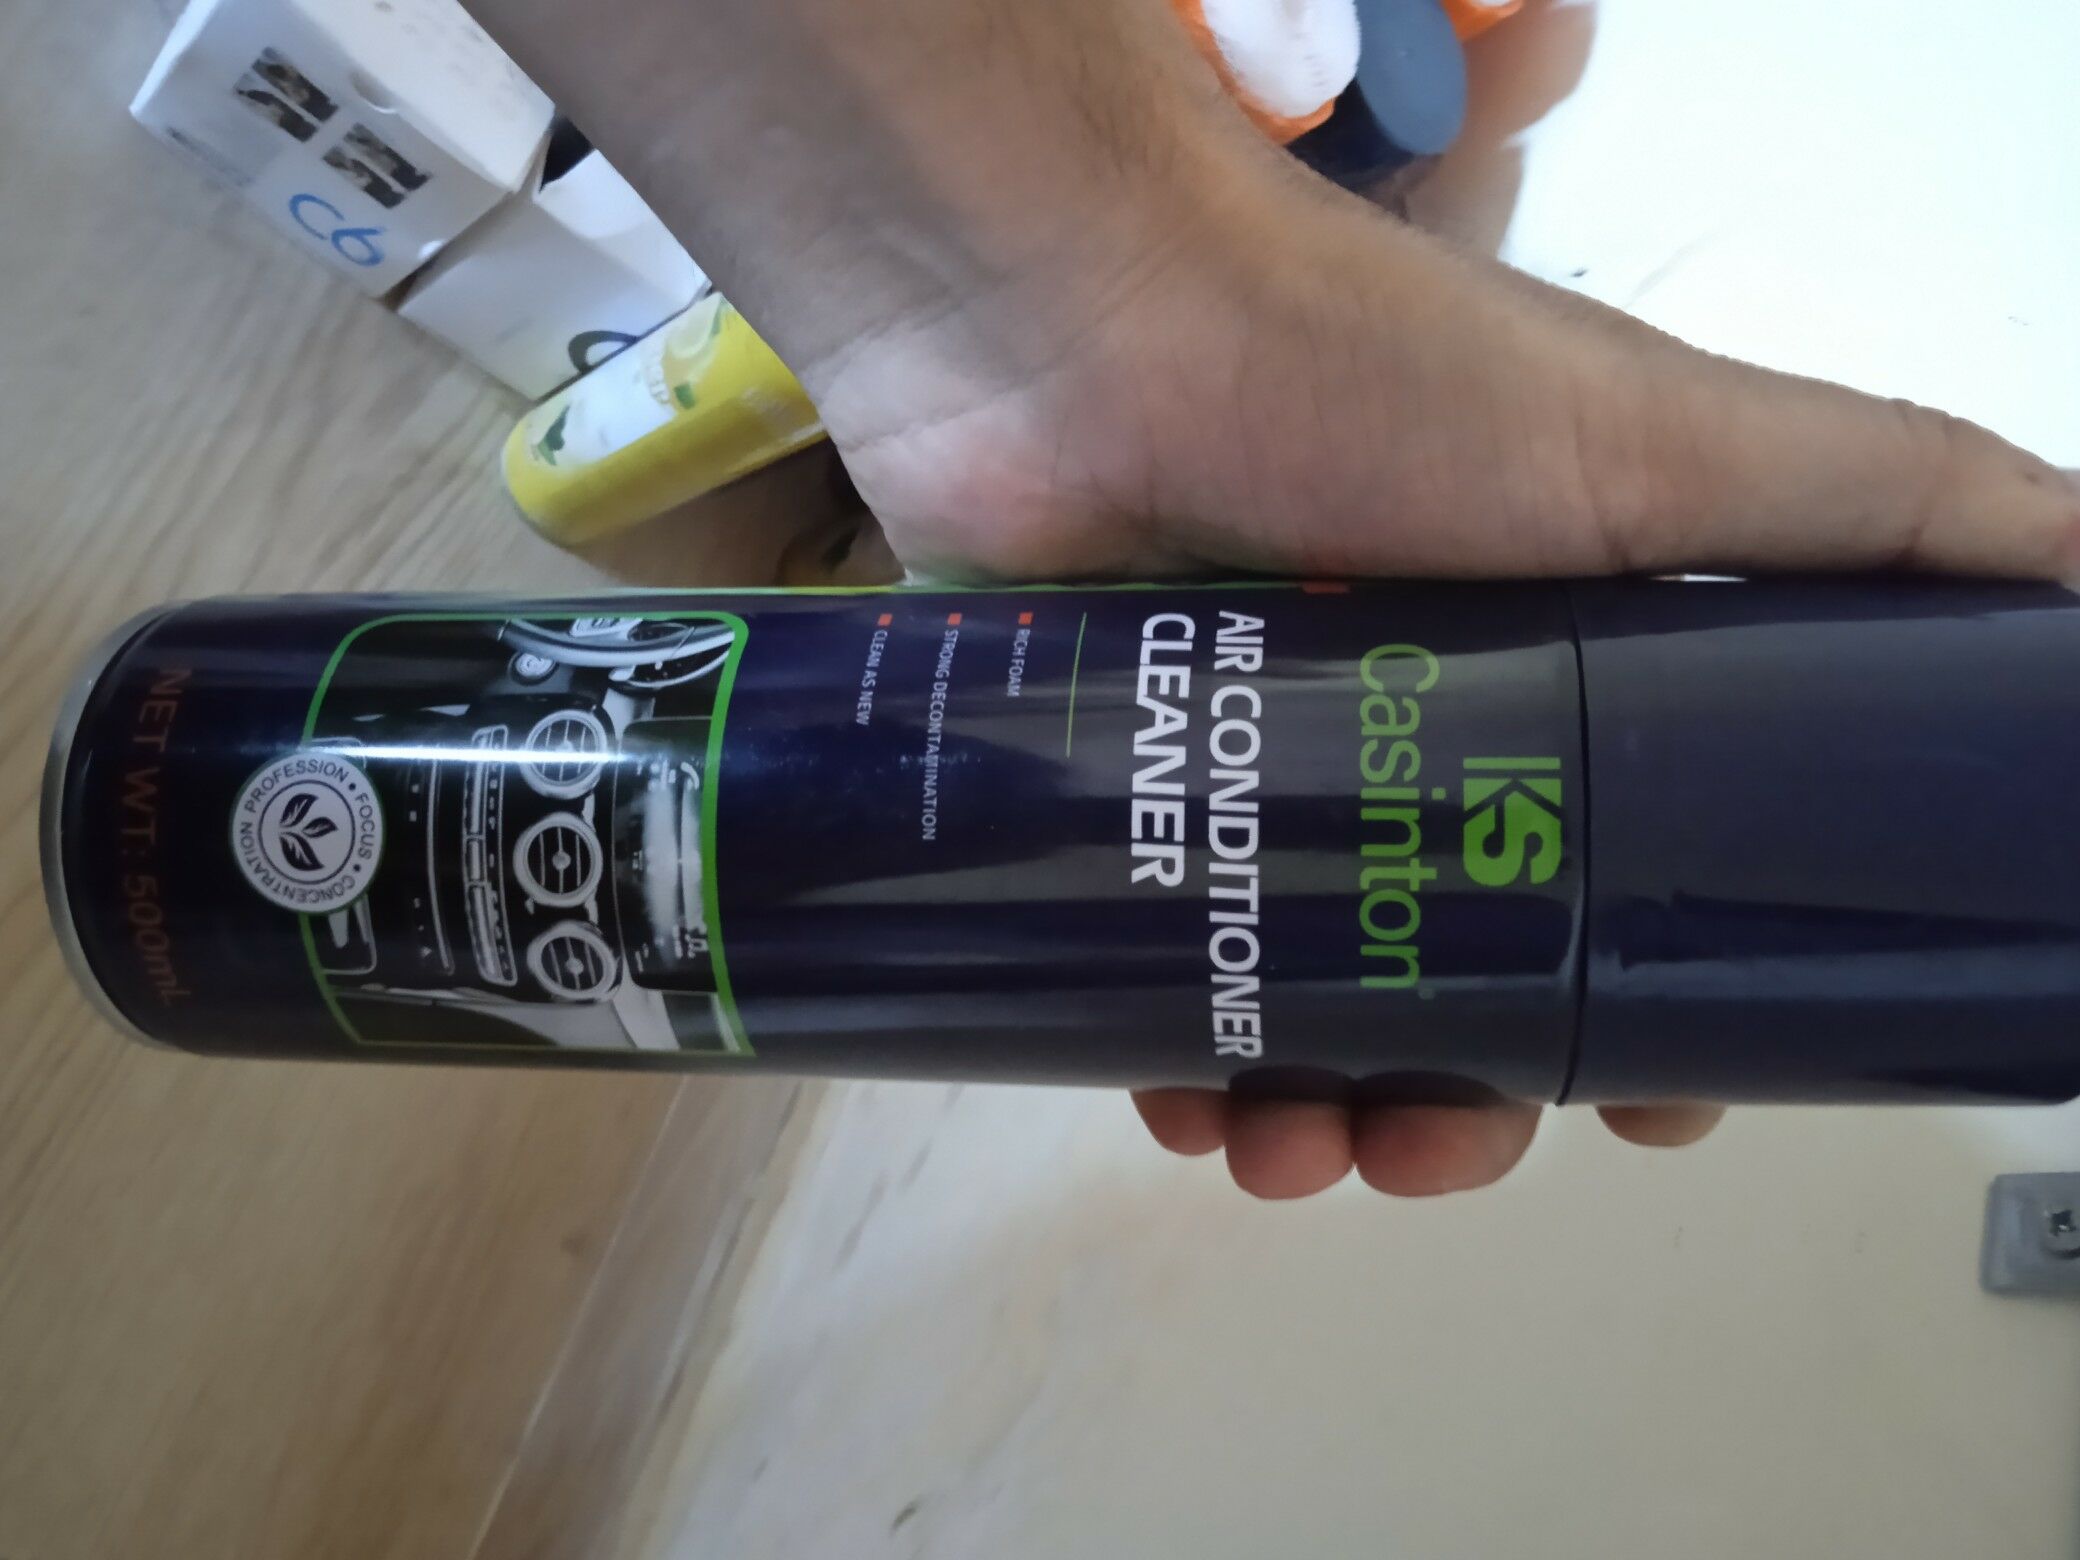 KS
Casinton
AIR CONDITIONER
CLEANER
RICH FOAM
STRONG DECONTAMINATION
CLEAN AS NEW
PROFESSION • FOCUS • CONCENTRATION
NET WT: 500mL
C6